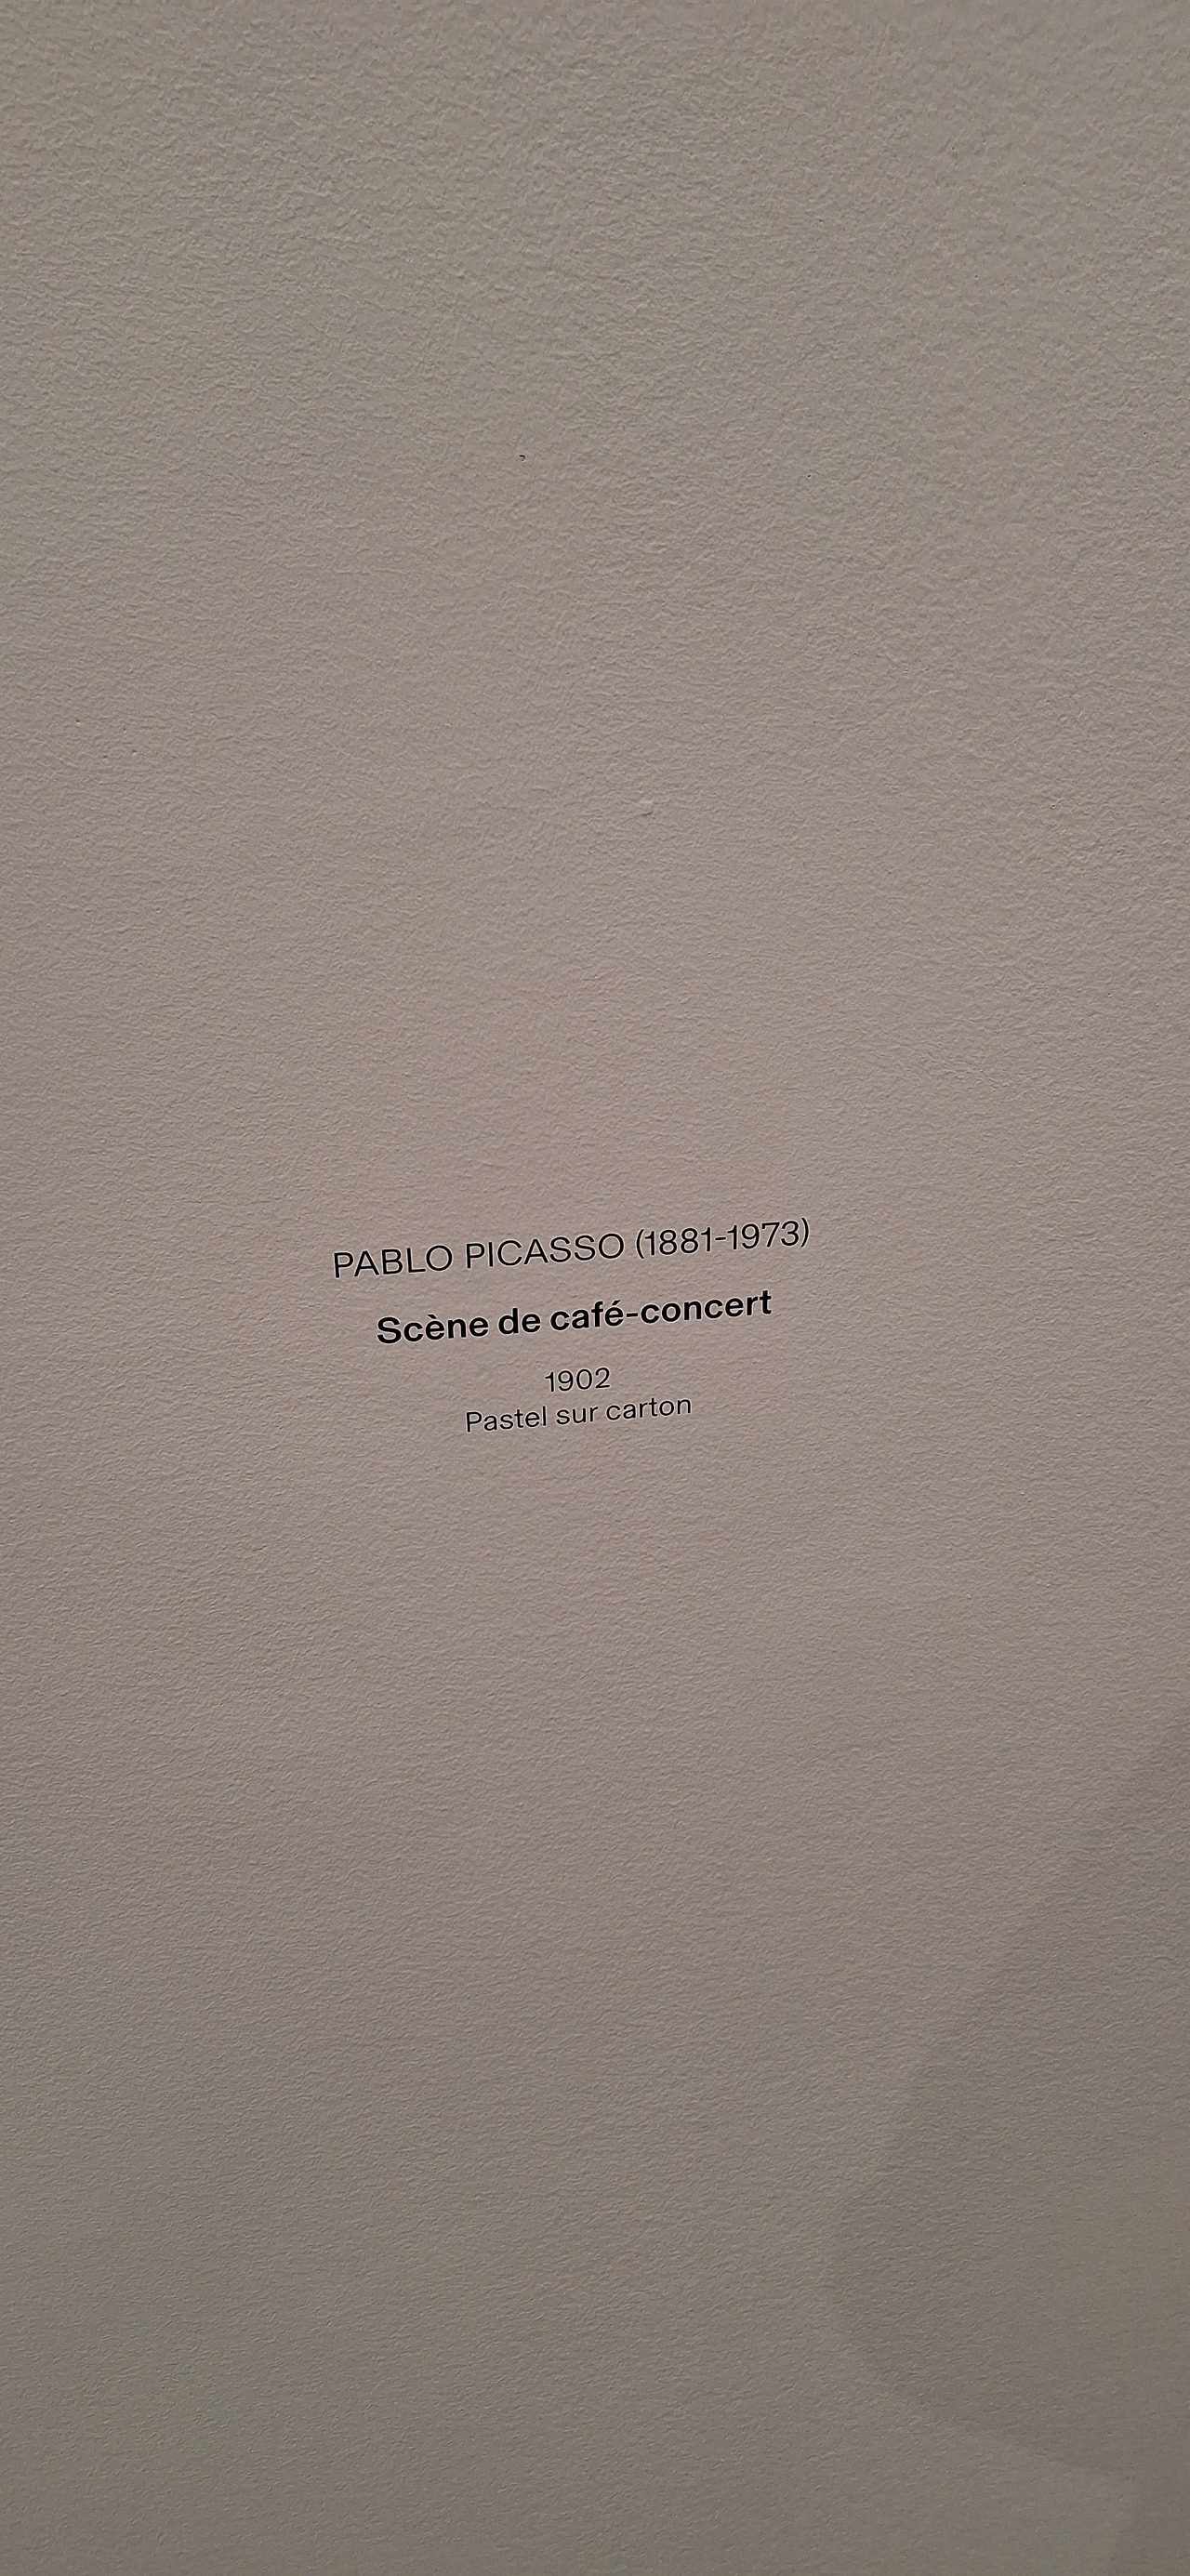 PABLO PICASSO (1881-1973)
Scène de café-concert
1902
Pastel sur carton